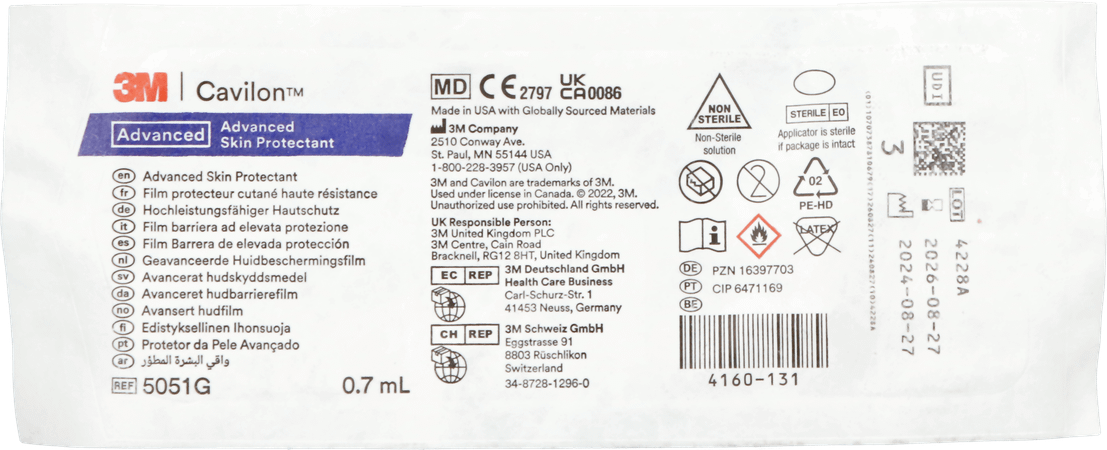 3M | Cavilon™
Advanced
Advanced
Skin Protectant
en Advanced Skin Protectant
fr Film protecteur cutané haute résistance
de Hochleistungsfähiger Hautschutz
it Film barriera ad elevata protezione
es Film Barrera de elevada protección
nl Geavanceerde Huidbeschermingsfilm
sv Avancerat hudskyddsmedel
da Avanceret hudbarrierefilm
no Avansert hudfilm
fi Edistyksellinen Ihonsuoja
pt Protetor da Pele Avançado
ar واقي البشرة المطوّر
REF 5051G
0.7 mL
MD CE 2797 UK CA 0086
Made in USA with Globally Sourced Materials
3M Company
2510 Conway Ave.
St. Paul, MN 55144 USA
1-800-228-3957 (USA Only)
3M and Cavilon are trademarks of 3M.
Used under license in Canada. © 2022, 3M.
Unauthorized use prohibited. All rights reserved.
UK Responsible Person:
3M United Kingdom PLC
3M Centre, Cain Road
Bracknell, RG12 8HT, United Kingdom
EC REP
3M Deutschland GmbH
Health Care Business
Carl-Schurz-Str. 1
41453 Neuss, Germany
CH REP
3M Schweiz GmbH
Eggstrasse 91
8803 Rüschlikon
Switzerland
34-8728-1296-0
NON
STERILE
Non-Sterile
solution
STERILE EO
Applicator is sterile
if package is intact
2
02
PE-HD
LATEX
DE PZN 16397703
PT CIP 6471169
BE
4160-131
UDI
3
LOT
4228A
2026-08-27
2024-08-27